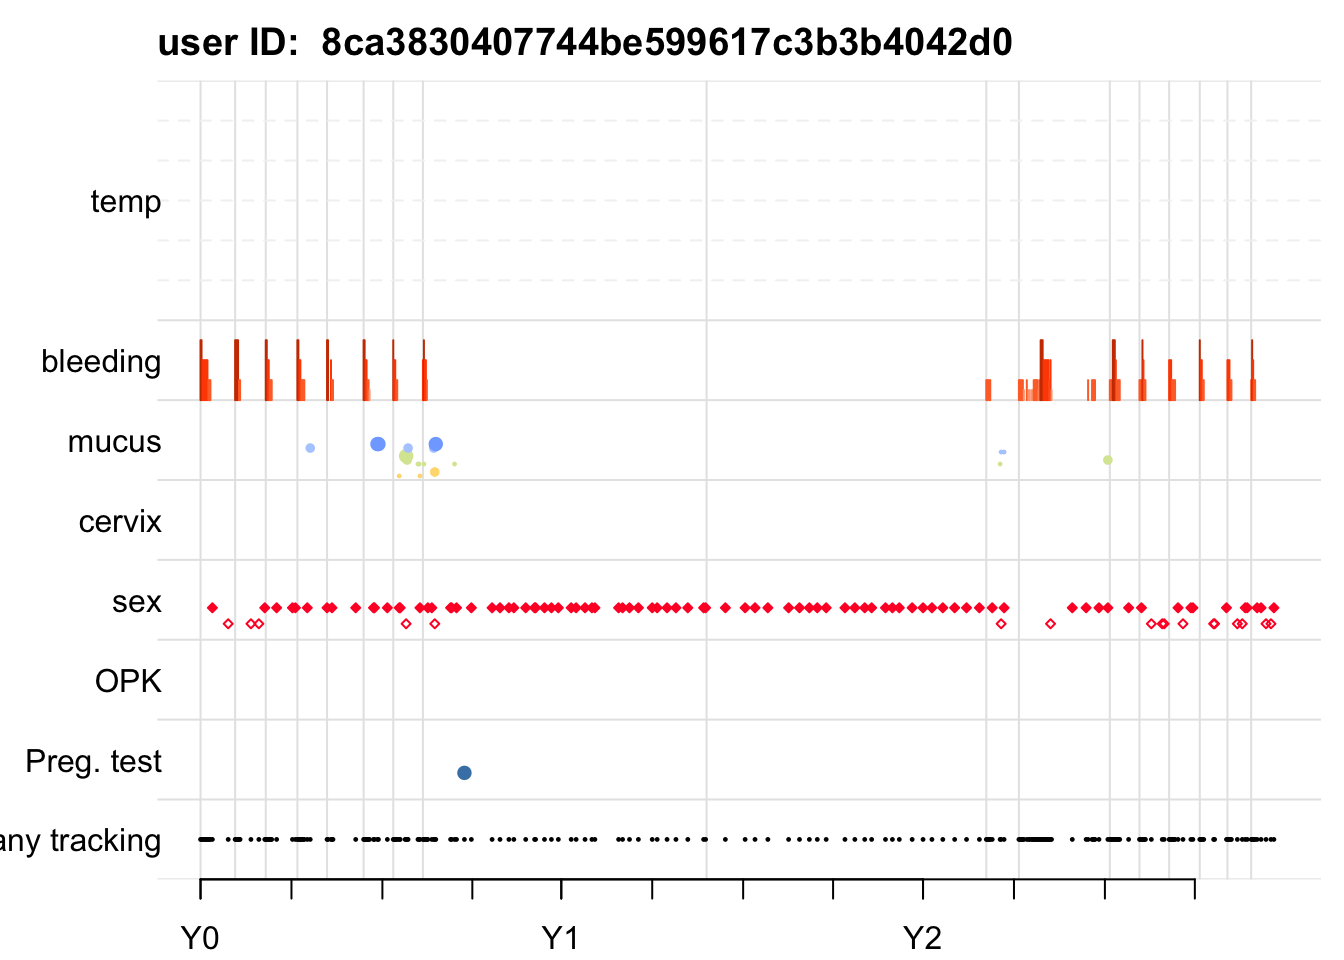 user ID:  8ca3830407744be599617c3b3b4042d0
temp
bleeding
mucus
cervix
sex
OPK
Preg. test
any tracking
Y0 Y1 Y2